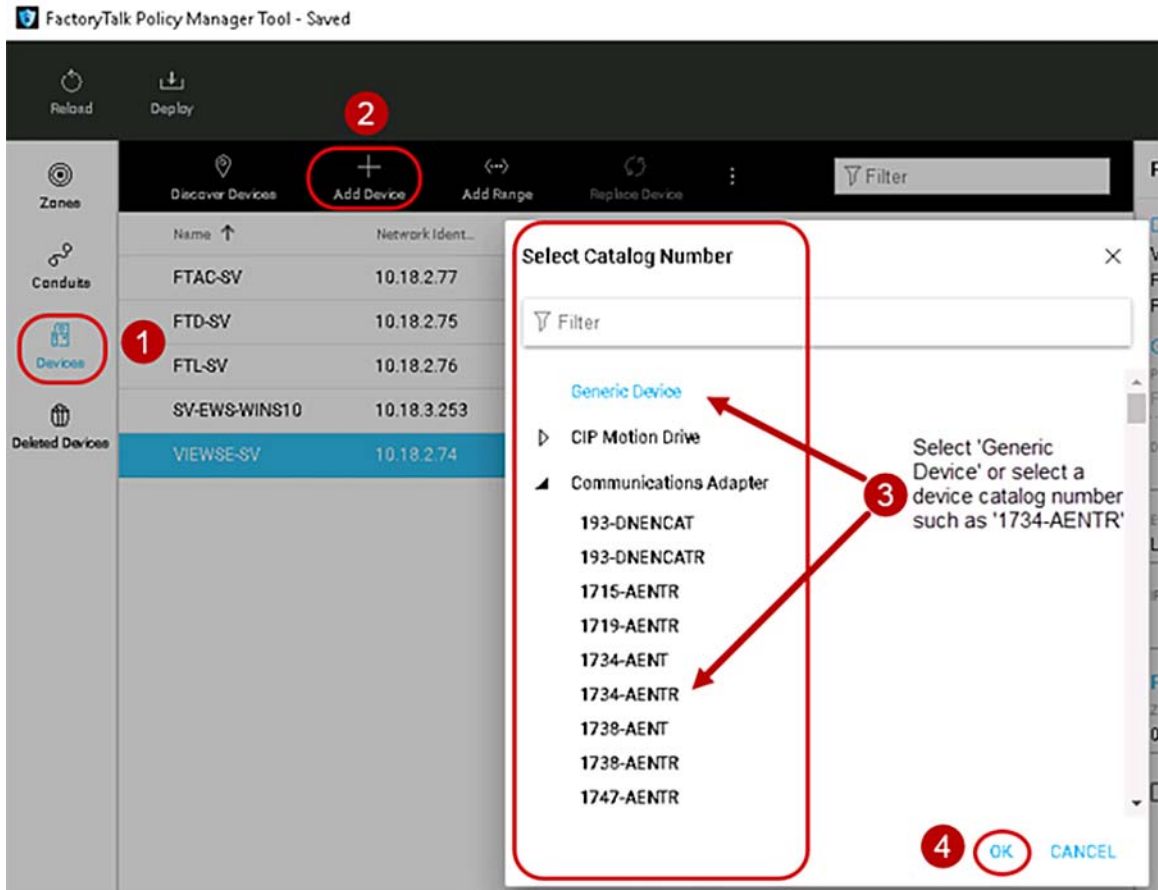 FactoryTalk Policy Manager Tool - Saved
Reload
Deploy
2
Zones
Discover Devices
Add Device
Add Range
Replace Device
Filter
Name
Network Ident...
Conduits
FTAC-SV
10.18.2.77
Select Catalog Number
Devices
1
FTD-SV
10.18.2.75
Filter
FTL-SV
10.18.2.76
Deleted Devices
SV-EWS-WINS10
10.18.3.253
Generic Device
VIEWSE-SV
10.18.2.74
CIP Motion Drive
Communications Adapter
193-DNENCAT
193-DNENCATR
1715-AENTR
1719-AENTR
1734-AENT
1734-AENTR
1738-AENT
1738-AENTR
1747-AENTR
3
Select 'Generic
Device' or select a
device catalog number
such as '1734-AENTR'
4
OK
CANCEL